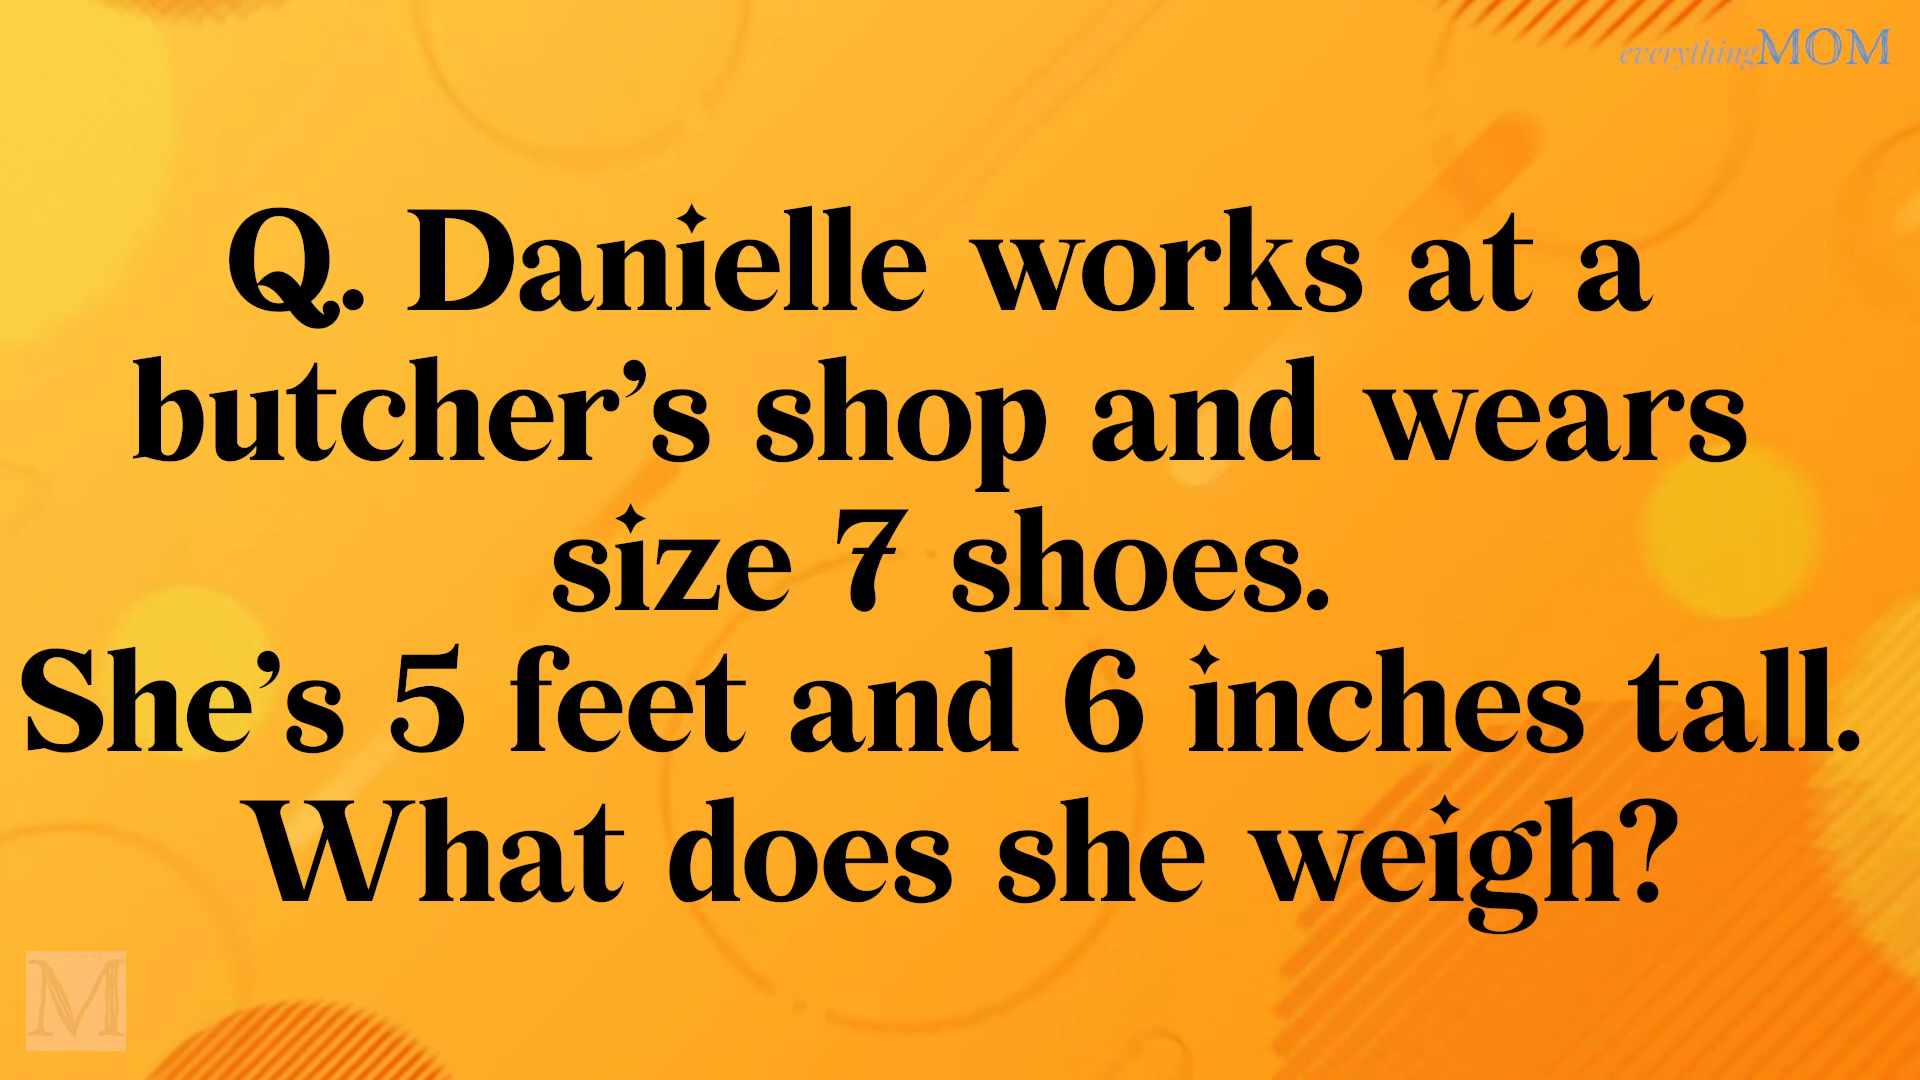 everythingMOM
Q. Danielle works at a
butcher’s shop and wears
size 7 shoes.
She’s 5 feet and 6 inches tall.
What does she weigh?
M